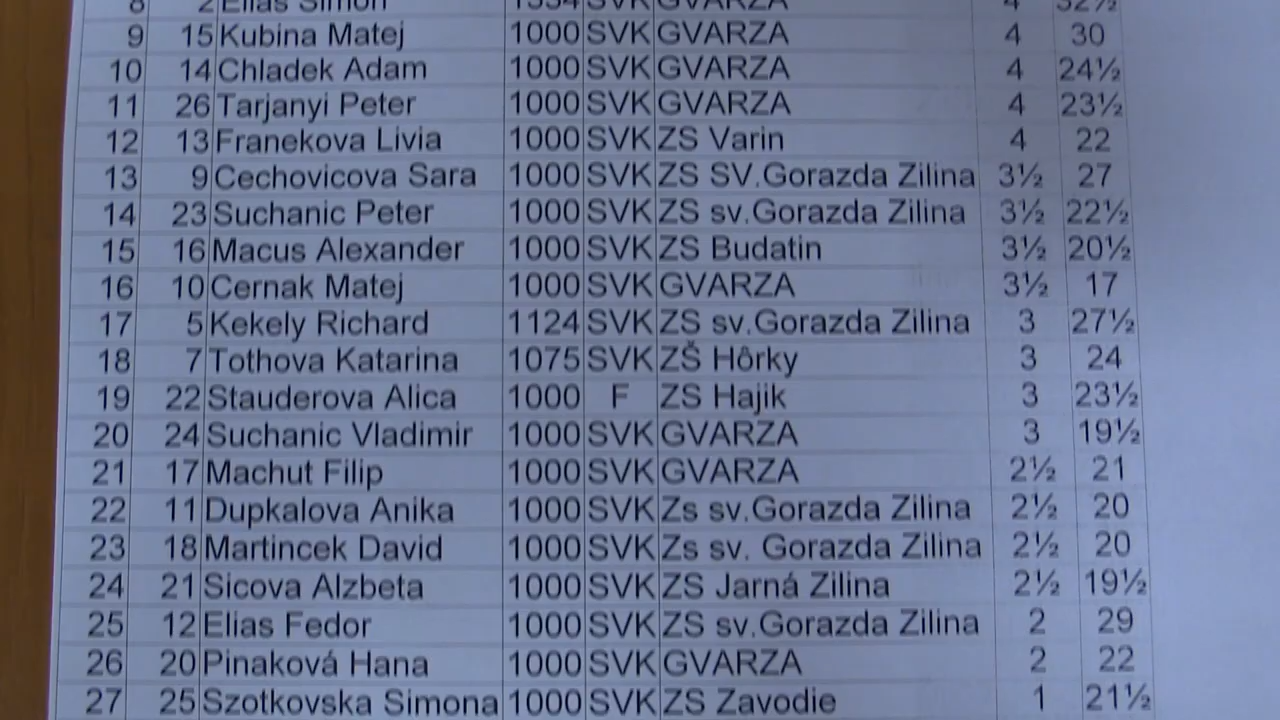 8 2 Elias Simon 1334 SVK GVARZA 4 32½
9 15 Kubina Matej 1000 SVK GVARZA 4 30
10 14 Chladek Adam 1000 SVK GVARZA 4 24½
11 26 Tarjanyi Peter 1000 SVK GVARZA 4 23½
12 13 Franekova Livia 1000 SVK ZS Varin 4 22
13 9 Cechovicova Sara 1000 SVK ZS SV.Gorazda Zilina 3½ 27
14 23 Suchanic Peter 1000 SVK ZS sv.Gorazda Zilina 3½ 22½
15 16 Macus Alexander 1000 SVK ZS Budatin 3½ 20½
16 10 Cernak Matej 1000 SVK GVARZA 3½ 17
17 5 Kekely Richard 1124 SVK ZS sv.Gorazda Zilina 3 27½
18 7 Tothova Katarina 1075 SVK ZŠ Hôrky 3 24
19 22 Stauderova Alica 1000 F ZS Hajik 3 23½
20 24 Suchanic Vladimir 1000 SVK GVARZA 3 19½
21 17 Machut Filip 1000 SVK GVARZA 2½ 21
22 11 Dupkalova Anika 1000 SVK Zs sv.Gorazda Zilina 2½ 20
23 18 Martincek David 1000 SVK Zs sv. Gorazda Zilina 2½ 20
24 21 Sicova Alzbeta 1000 SVK ZS Jarná Zilina 2½ 19½
25 12 Elias Fedor 1000 SVK ZS sv.Gorazda Zilina 2 29
26 20 Pinaková Hana 1000 SVK GVARZA 2 22
27 25 Szotkovska Simona 1000 SVK ZS Zavodie 1 21½